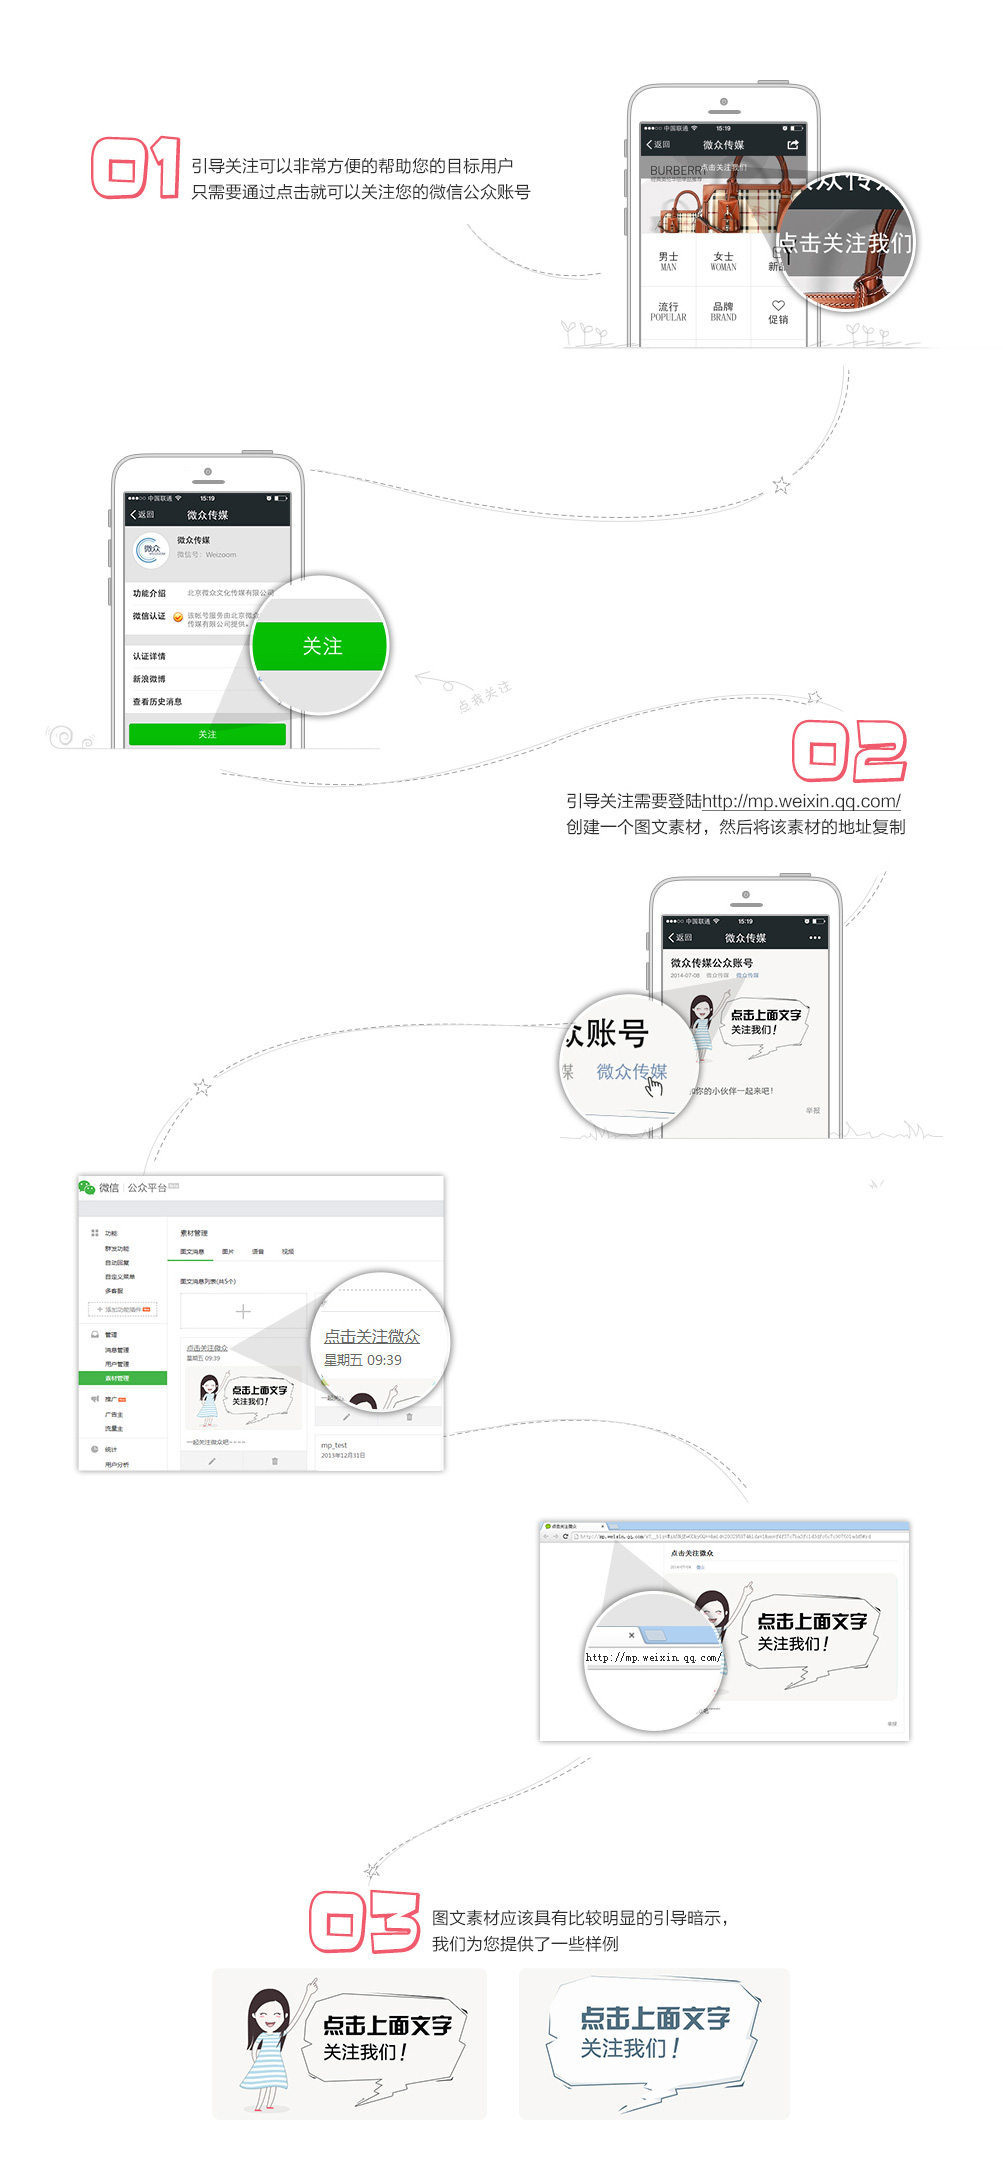 01
引导关注可以非常方便的帮助您的目标用户
只需要通过点击就可以关注您的微信公众账号
中国联通 15:19
返回 微众传媒
BURBERRY
点击关注我们
点击关注我们
男士 女士
MAN WOMAN
流行 品牌 促销
POPULAR BRAND
中国联通 15:19
返回 微众传媒
微众
微众传媒
微信号：Weizoom
功能介绍 北京微众文化传媒有限公司
微信认证 该帐号服务由北京微众
传媒有限公司提供。
认证详情
新浪微博
查看历史消息
关注
关注
点我关注
02
引导关注需要登陆http://mp.weixin.qq.com/
创建一个图文素材，然后将该素材的地址复制
中国联通 15:19
返回 微众传媒
微众传媒公众账号
2014-07-08 微众传媒 微众传媒
点击上面文字
关注我们！
众账号
媒 微众传媒
和你的小伙伴一起来吧！
举报
微信 公众平台
功能
群发功能
自动回复
自定义菜单
多客服
添加功能插件
管理
消息管理
用户管理
素材管理
推广
广告主
流量主
统计
用户分析
素材管理
图文消息 图片 语音 视频
图文消息列表(共5个)
点击关注微众
星期五 09:39
点击上面文字
关注我们！
一起关注微众吧~~~~
点击关注微众
星期五 09:39
mp_test
2013年12月31日
点击关注微众
点击关注微众
2014-07-04 微众
点击上面文字
关注我们！
http://mp.weixin.qq.com/
举报
03
图文素材应该具有比较明显的引导暗示，
我们为您提供了一些样例
点击上面文字
关注我们！
点击上面文字
关注我们！